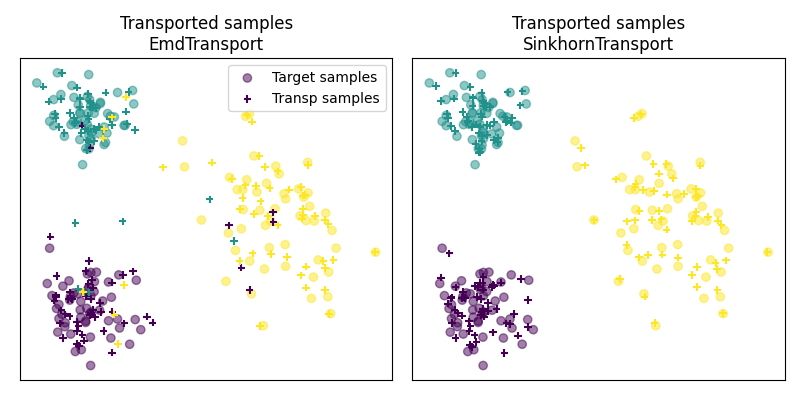 Transported samples
EmdTransport
Target samples
Transp samples
Transported samples
SinkhornTransport